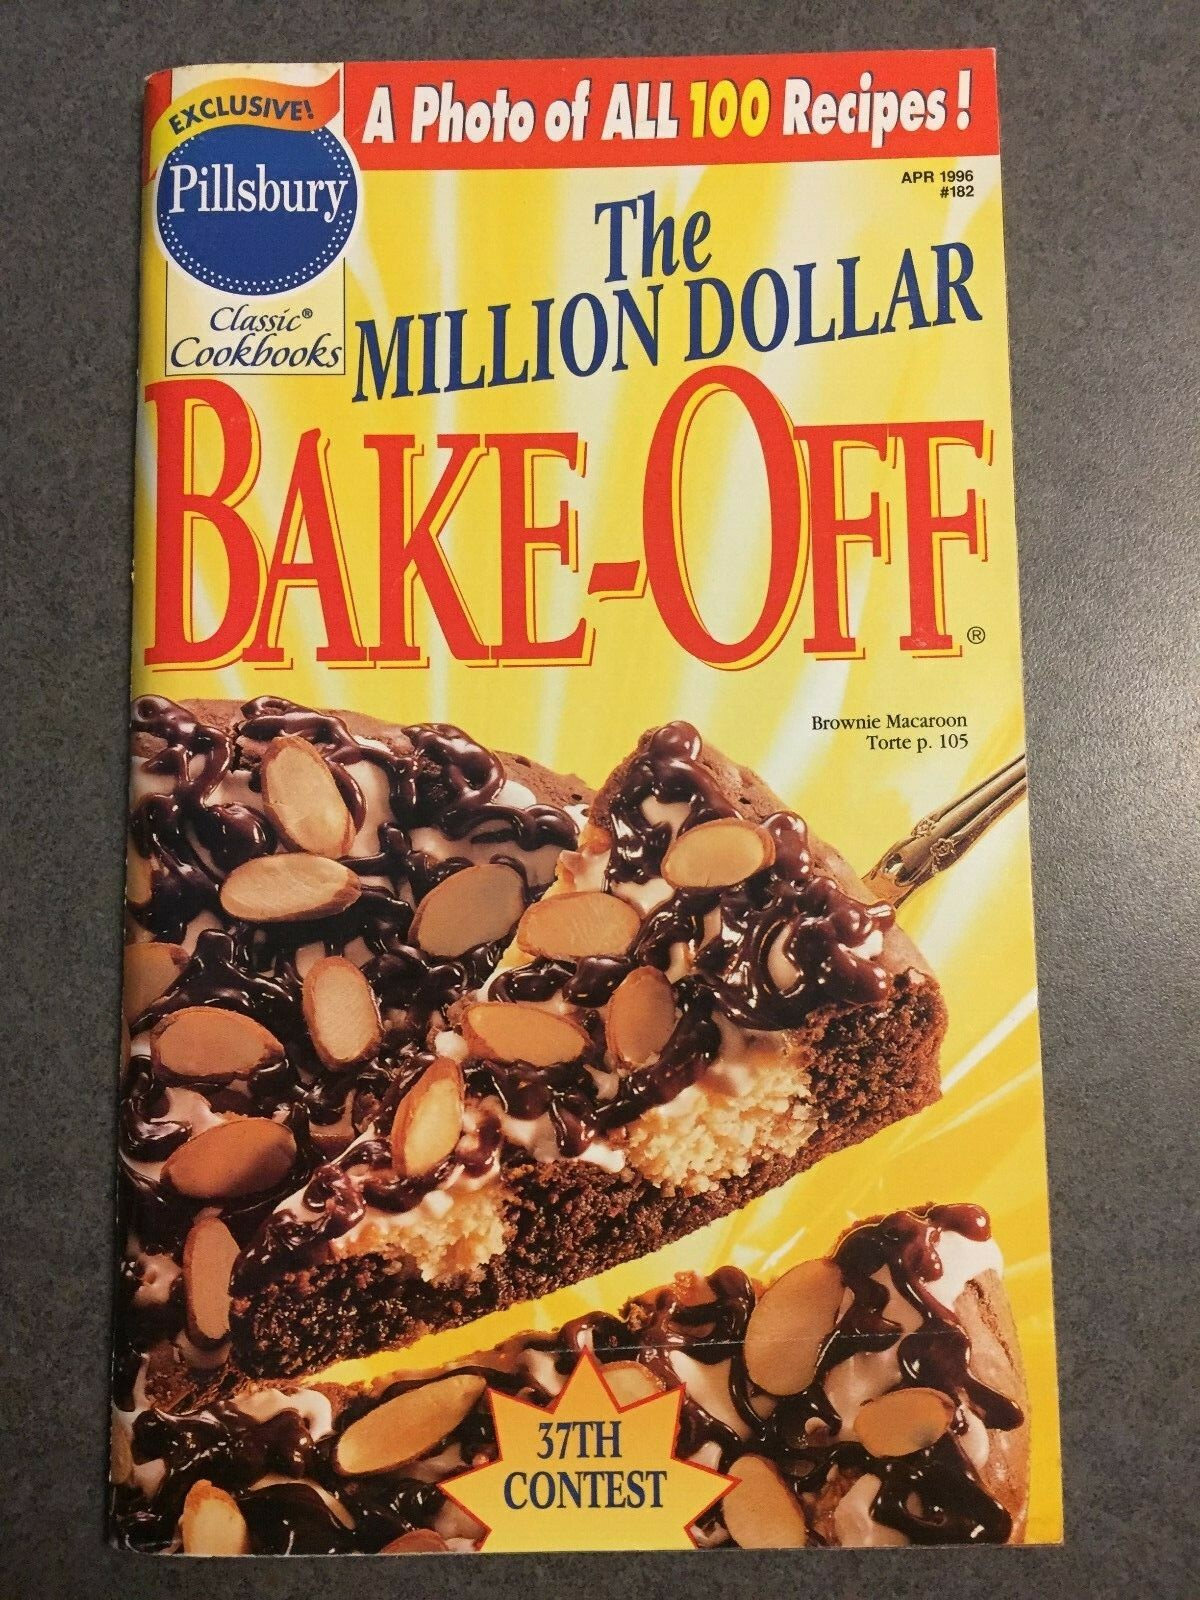 EXCLUSIVE!
Pillsbury
Classic®
Cookbooks
A Photo of ALL 100 Recipes!
APR 1996
#182
The
MILLION DOLLAR
BAKE-OFF®
Brownie Macaroon
Torte p. 105
37TH
CONTEST